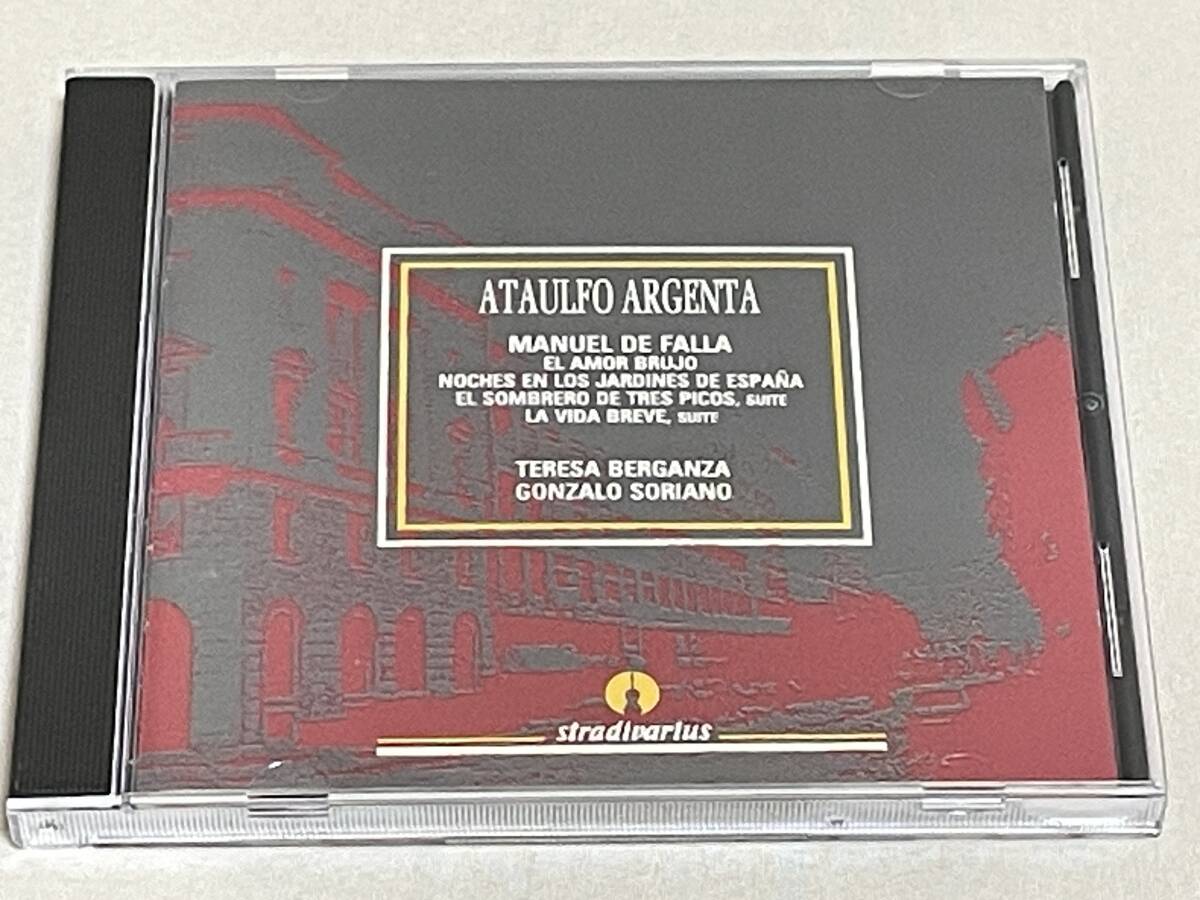 ATAULFO ARGENTA
MANUEL DE FALLA
EL AMOR BRUJO
NOCHES EN LOS JARDINES DE ESPAÑA
EL SOMBRERO DE TRES PICOS, SUITE
LA VIDA BREVE, SUITE
TERESA BERGANZA
GONZALO SORIANO
stradivarius